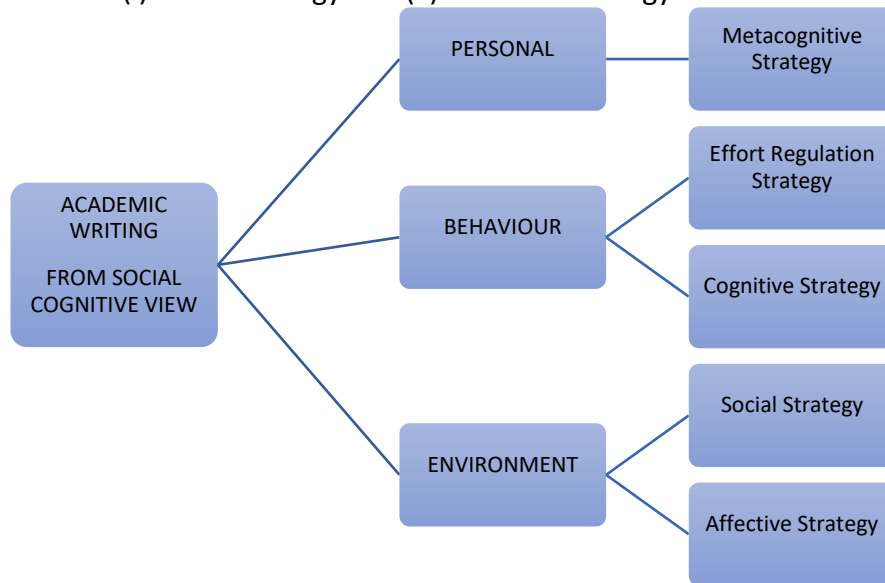 PERSONAL
Metacognitive
Strategy
Effort Regulation
Strategy
ACADEMIC
WRITING
FROM SOCIAL
COGNITIVE VIEW
BEHAVIOUR
Cognitive Strategy
Social Strategy
ENVIRONMENT
Affective Strategy